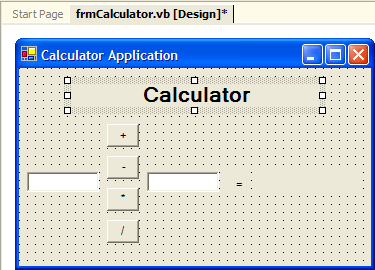 Start Page frmCalculator.vb [Design]*
Calculator Application
Calculator
+
-
*
=
/